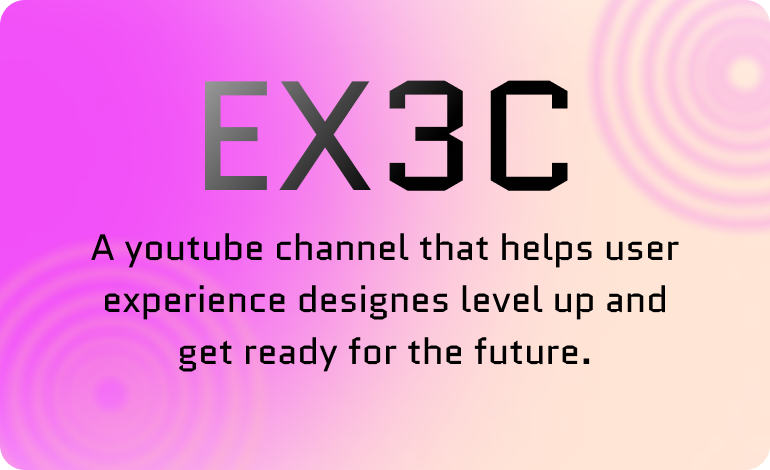 EX3C
A youtube channel that helps user
experience designes level up and
get ready for the future.